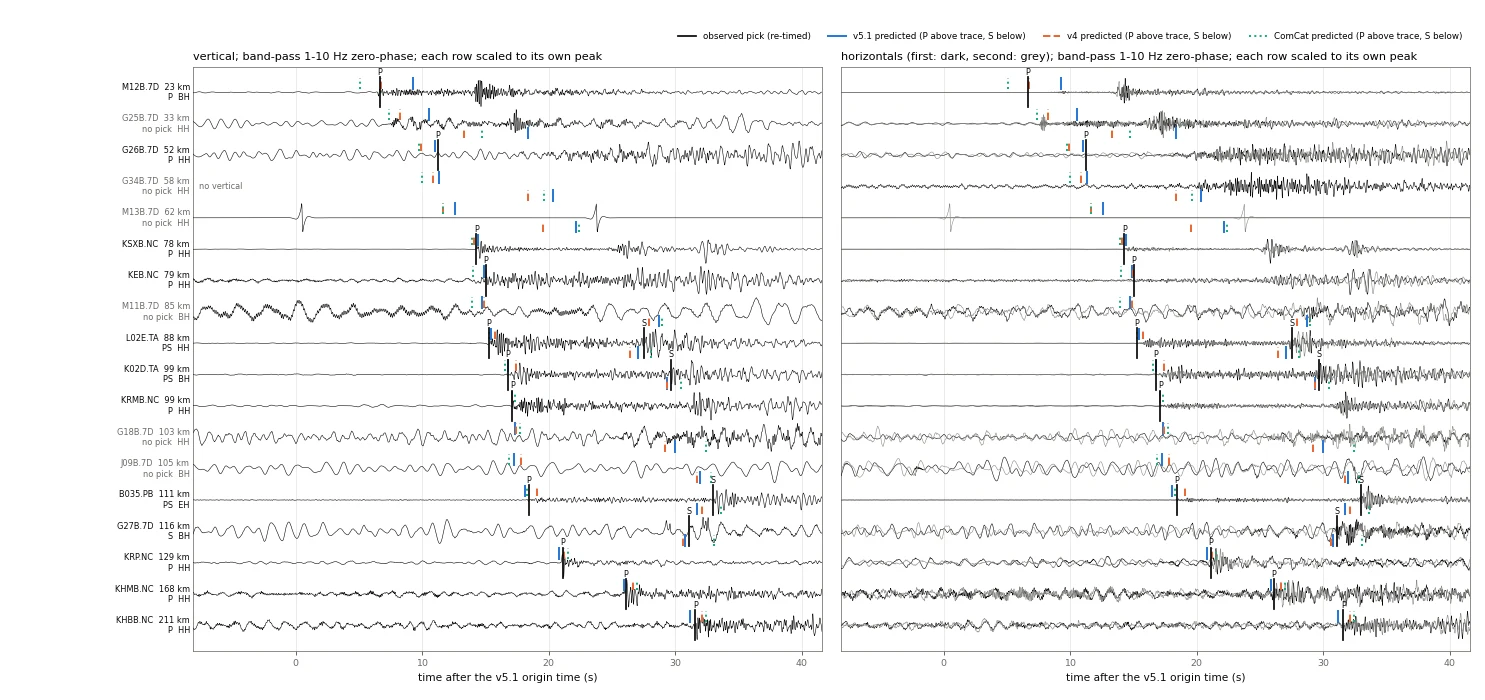 observed pick (re-timed)
v5.1 predicted (P above trace, S below)
v4 predicted (P above trace, S below)
ComCat predicted (P above trace, S below)
vertical; band-pass 1-10 Hz zero-phase; each row scaled to its own peak
horizontals (first: dark, second: grey); band-pass 1-10 Hz zero-phase; each row scaled to its own peak
M12B.7D 23 km
P BH
P
P
G25B.7D 33 km
no pick HH
G26B.7D 52 km
P HH
P
P
G34B.7D 58 km
no pick HH
no vertical
M13B.7D 62 km
no pick HH
KSXB.NC 78 km
P HH
P
P
KEB.NC 79 km
P HH
P
P
M11B.7D 85 km
no pick BH
L02E.TA 88 km
PS HH
P
S
P
S
K02D.TA 99 km
PS BH
P
S
P
S
KRMB.NC 99 km
P HH
P
P
G18B.7D 103 km
no pick HH
J09B.7D 105 km
no pick BH
B035.PB 111 km
PS EH
P
S
P
S
G27B.7D 116 km
S BH
S
S
KRP.NC 129 km
P HH
P
P
KHMB.NC 168 km
P HH
P
P
KHBB.NC 211 km
P HH
P
P
0 10 20 30 40
0 10 20 30 40
time after the v5.1 origin time (s)
time after the v5.1 origin time (s)